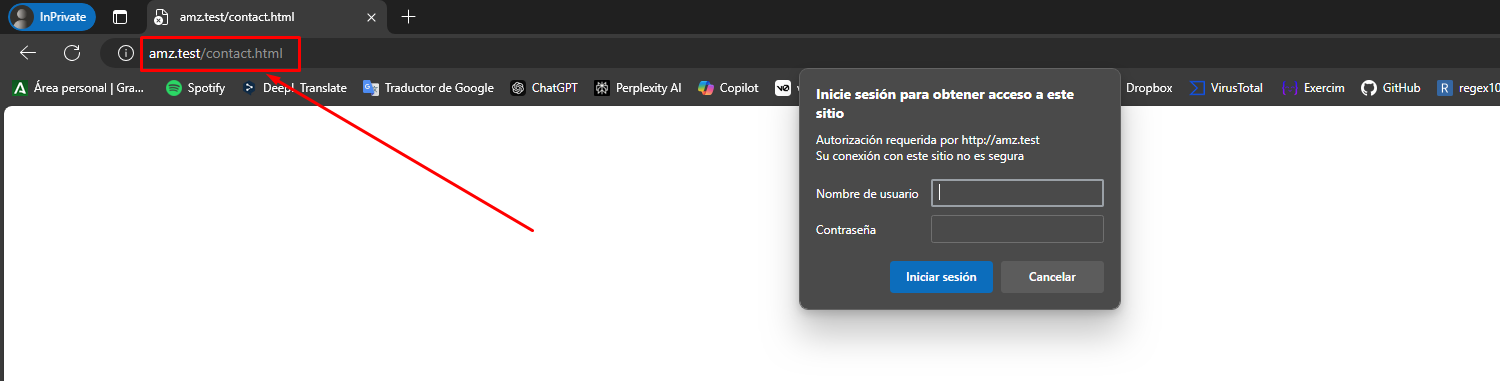 InPrivate
amz.test/contact.html
amz.test/contact.html
Área personal | Gra...
Spotify
DeepL Translate
Traductor de Google
ChatGPT
Perplexity AI
Copilot
v0
Dropbox
VirusTotal
Exercim
GitHub
R
regex10
Inicie sesión para obtener acceso a este
sitio
Autorización requerida por http://amz.test
Su conexión con este sitio no es segura
Nombre de usuario
Contraseña
Iniciar sesión
Cancelar